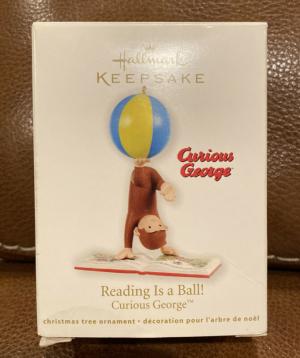 Hallmark
KEEPSAKE
Curious
George
Reading Is a Ball!
Curious George™
christmas tree ornament • décoration pour l'arbre de noël